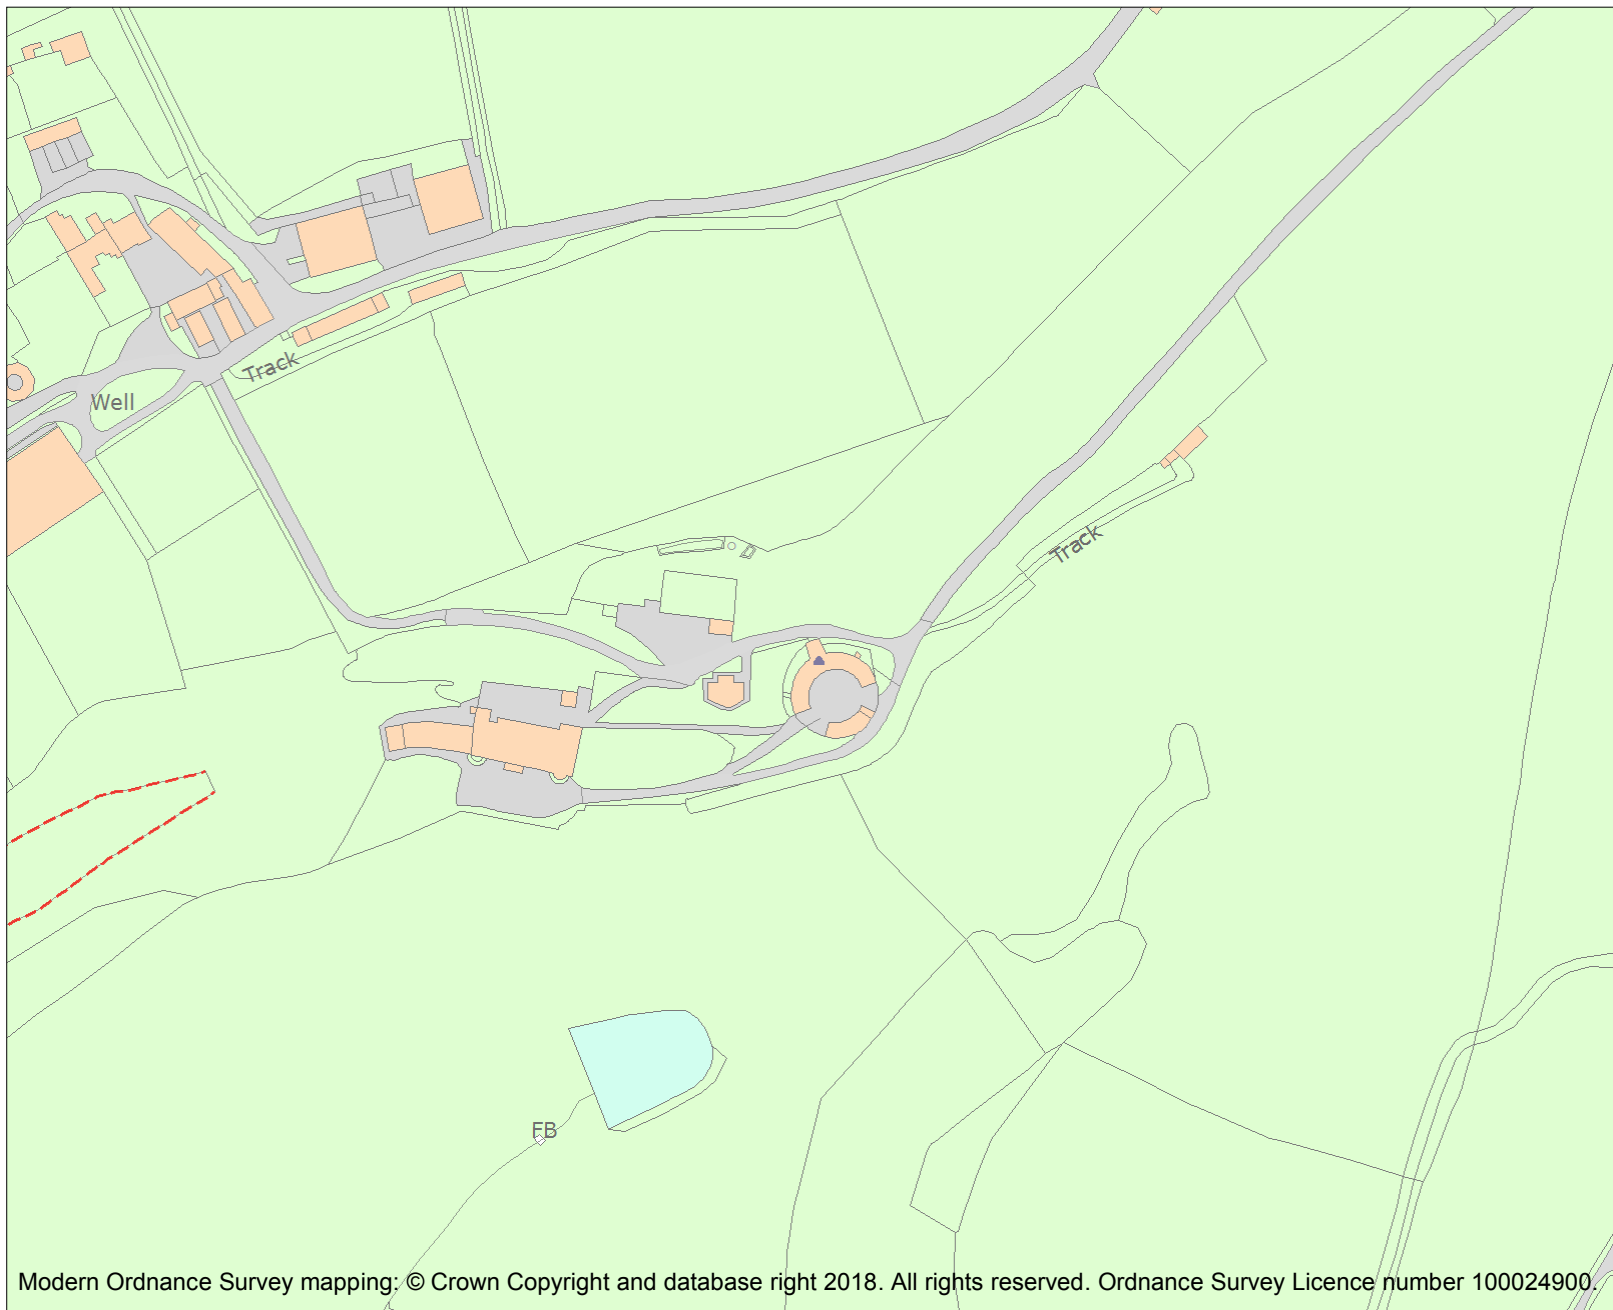 Track
Well
Track
FB
Modern Ordnance Survey mapping: © Crown Copyright and database right 2018. All rights reserved. Ordnance Survey Licence number 100024900.